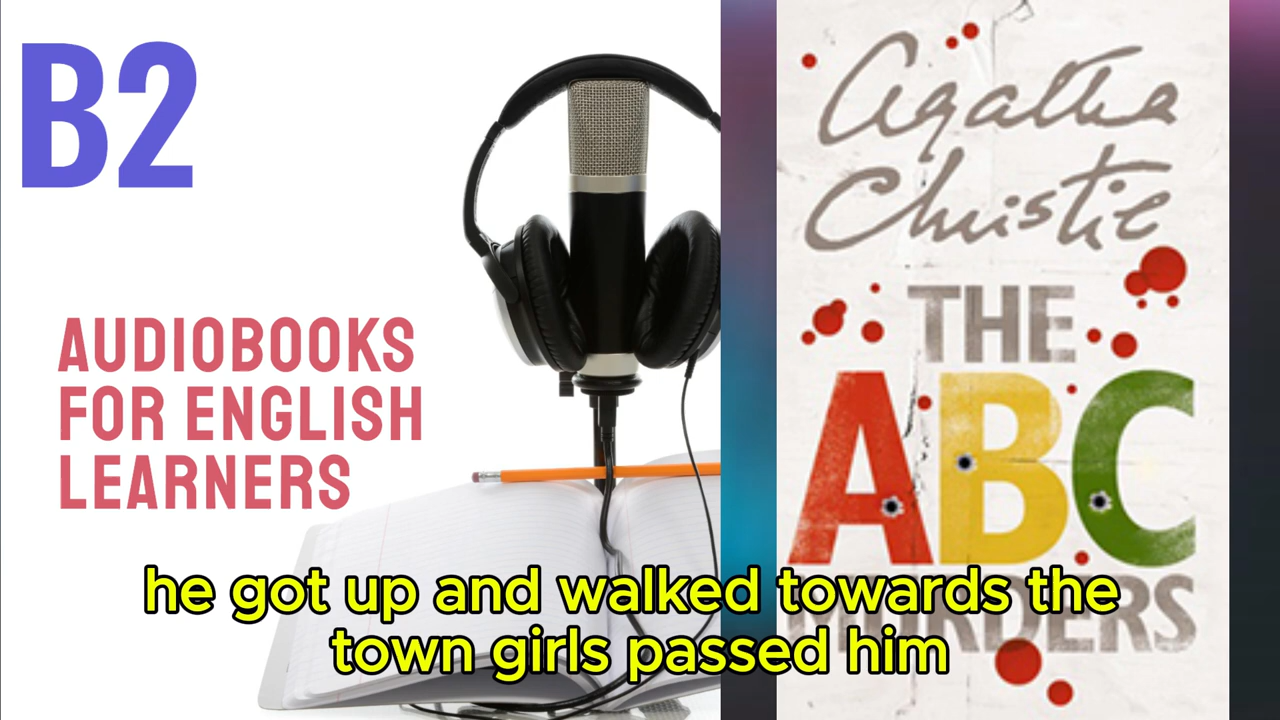 B2
AUDIOBOOKS
FOR ENGLISH
LEARNERS
Agatha
Christie
THE
ABC
MURDERS
he got up and walked towards the
town girls passed him